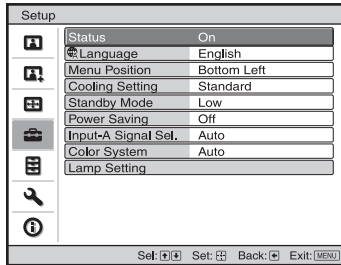 Setup
Status On
Language English
Menu Position Bottom Left
Cooling Setting Standard
Standby Mode Low
Power Saving Off
Input-A Signal Sel. Auto
Color System Auto
Lamp Setting
Sel: Set: Back: Exit: MENU